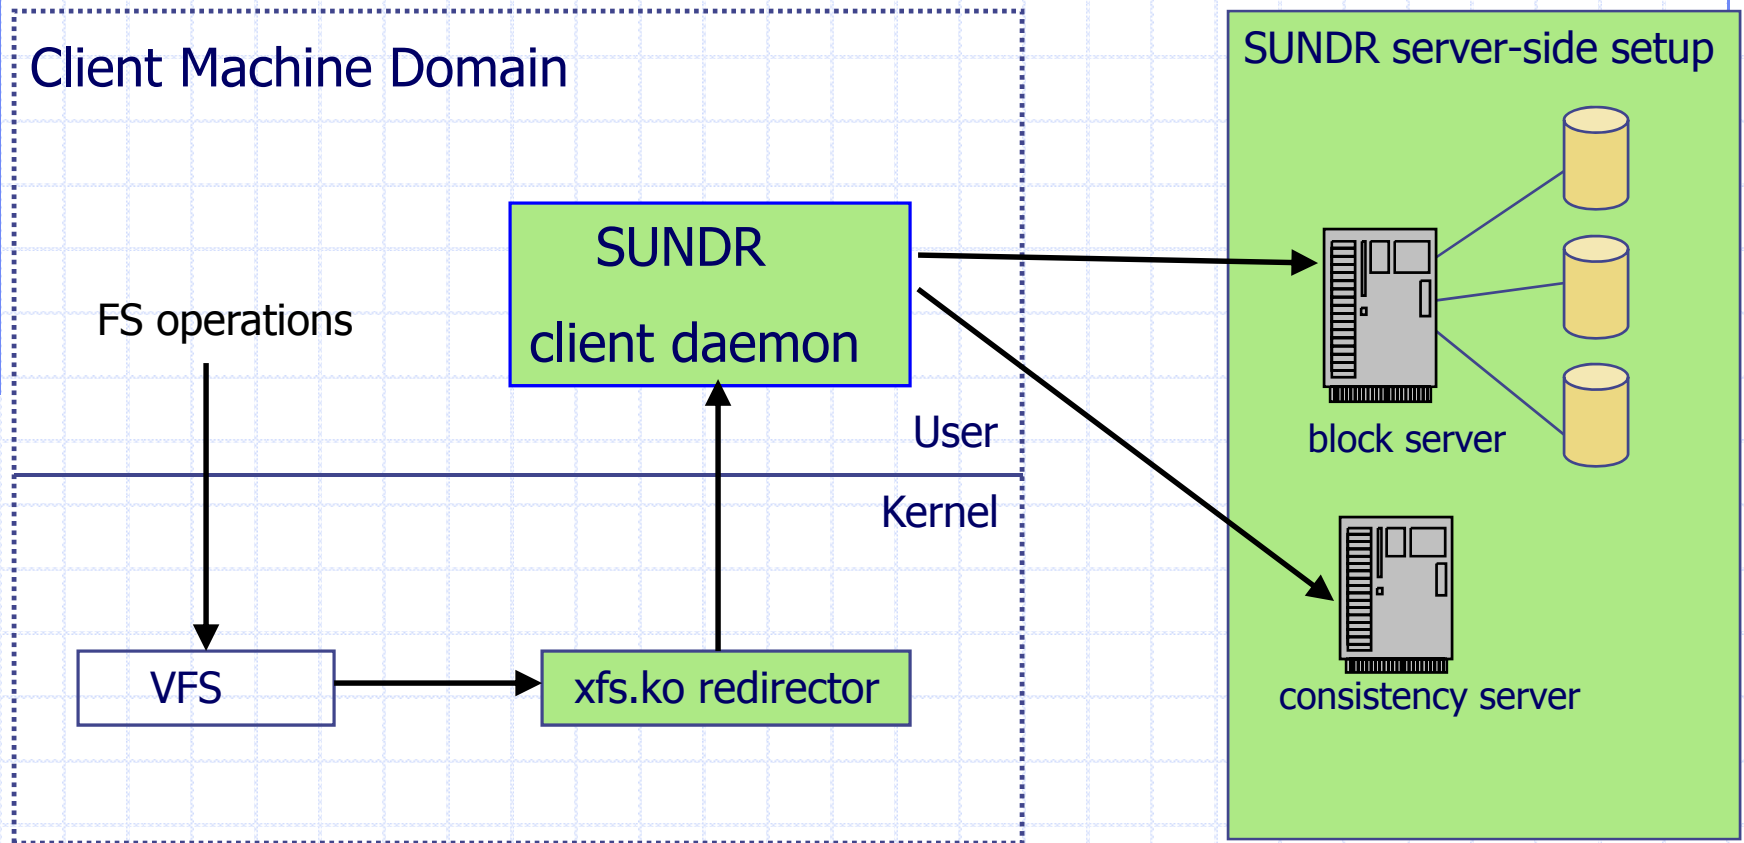 Client Machine Domain
SUNDR server-side setup
SUNDR
client daemon
FS operations
User
Kernel
block server
VFS
xfs.ko redirector
consistency server